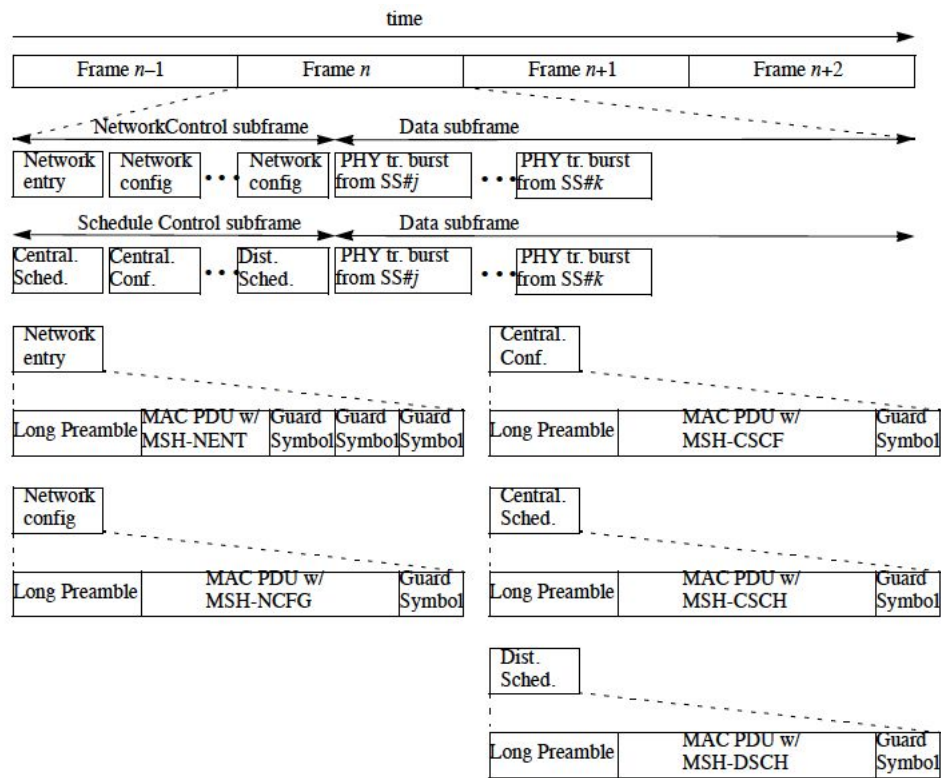 time
Frame n–1 Frame n Frame n+1 Frame n+2
NetworkControl subframe Data subframe
Network entry
Network config
• • •
Network config
PHY tr. burst from SS#j
• • •
PHY tr. burst from SS#k
Schedule Control subframe Data subframe
Central. Sched.
Central. Conf.
• • •
Dist. Sched.
PHY tr. burst from SS#j
• • •
PHY tr. burst from SS#k
Network
entry
Long Preamble
MAC PDU w/
MSH-NENT
Guard
Symbol
Guard
Symbol
Guard
Symbol
Central.
Conf.
Long Preamble
MAC PDU w/
MSH-CSCF
Guard
Symbol
Network
config
Long Preamble
MAC PDU w/
MSH-NCFG
Guard
Symbol
Central.
Sched.
Long Preamble
MAC PDU w/
MSH-CSCH
Guard
Symbol
Dist.
Sched.
Long Preamble
MAC PDU w/
MSH-DSCH
Guard
Symbol